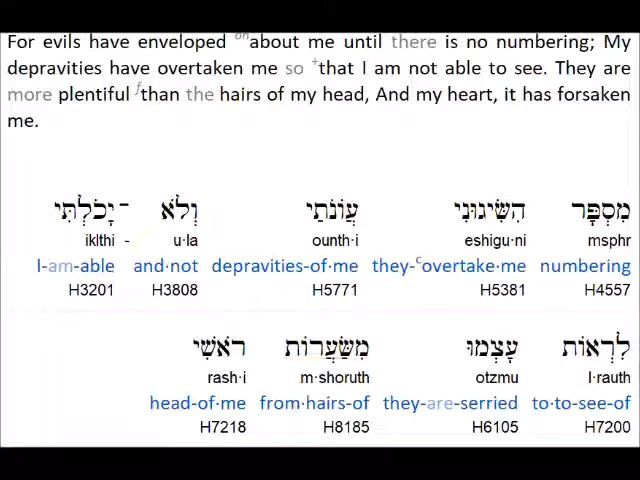 For evils have enveloped on about me until there is no numbering; My
depravities have overtaken me so + that I am not able to see. They are
more plentiful f than the hairs of my head, And my heart, it has forsaken
me.
מִסְפָּר הִשִּׂיגוּנִי עֲוֺנֹתַי וְלֹא ־ יָכֹלְתִּי
iklthi - u·la ounth·i eshigu·ni msphr
I-am-able and·not depravities-of·me they-covertake·me numbering
H3201 H3808 H5771 H5381 H4557
לִרְאוֹת עָצְמוּ מִשַּׂעֲרוֹת רֹאשִׁי
rash·i m·shoruth otzmu l·rauth
head-of·me from·hairs-of they-are-serried to·to-see-of
H7218 H8185 H6105 H7200